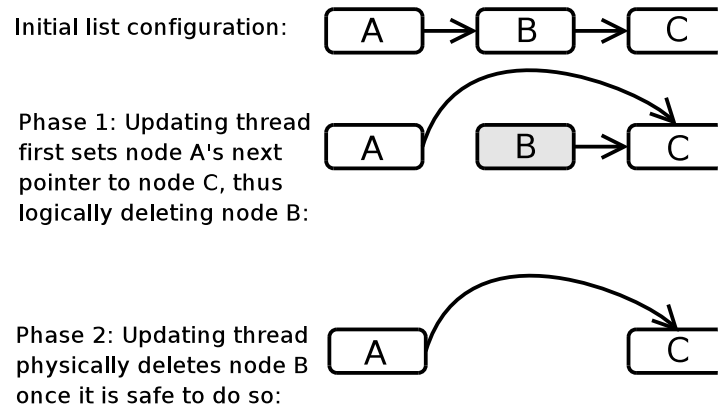 Initial list configuration:
A B C
Phase 1: Updating thread
first sets node A's next
pointer to node C, thus
logically deleting node B:
A B C
Phase 2: Updating thread
physically deletes node B
once it is safe to do so:
A C